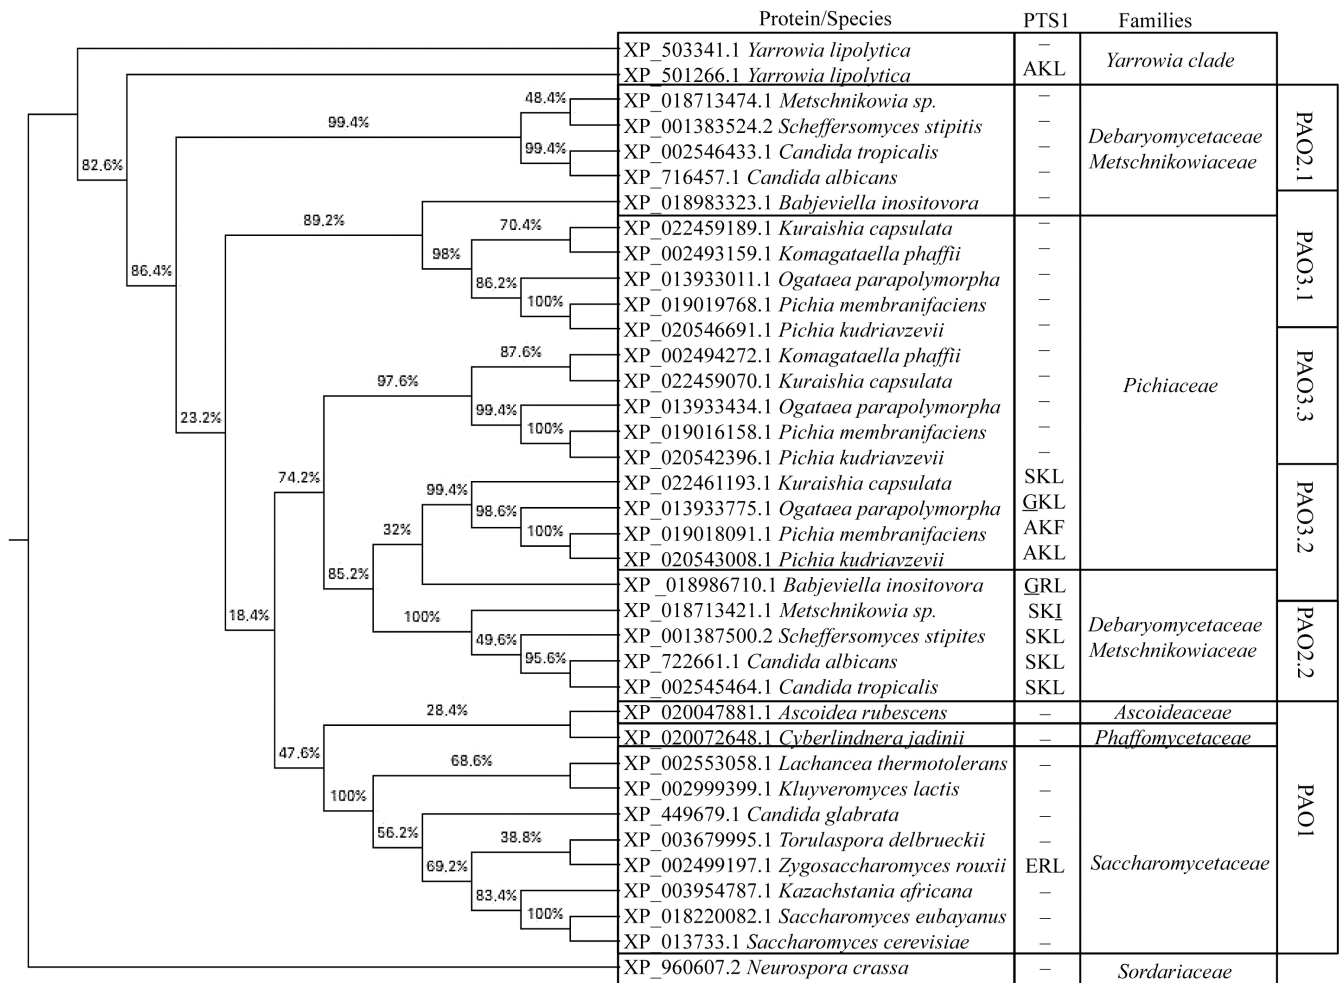 Protein/Species PTS1 Families
XP_503341.1 Yarrowia lipolytica –
Yarrowia clade
XP_501266.1 Yarrowia lipolytica AKL
48.4% XP_018713474.1 Metschnikowia sp. –
99.4% XP_001383524.2 Scheffersomyces stipitis –
Debaryomycetaceae
PAO2.1
82.6% 99.4% XP_002546433.1 Candida tropicalis –
Metschnikowiaceae
XP_716457.1 Candida albicans –
XP_018983323.1 Babjeviella inositovora –
89.2% 70.4% XP_022459189.1 Kuraishia capsulata –
98% XP_002493159.1 Komagataella phaffii –
PAO3.1
86.4% 86.2% XP_013933011.1 Ogataea parapolymorpha –
100% XP_019019768.1 Pichia membranifaciens –
XP_020546691.1 Pichia kudriavzevii –
87.6% XP_002494272.1 Komagataella phaffii –
97.6% XP_022459070.1 Kuraishia capsulata –
Pichiaceae
PAO3.3
23.2% 99.4% XP_013933434.1 Ogataea parapolymorpha –
100% XP_019016158.1 Pichia membranifaciens –
XP_020542396.1 Pichia kudriavzevii –
74.2% 99.4% XP_022461193.1 Kuraishia capsulata SKL
98.6% XP_013933775.1 Ogataea parapolymorpha GKL
PAO3.2
32% 100% XP_019018091.1 Pichia membranifaciens AKF
XP_020543008.1 Pichia kudriavzevii AKL
85.2% XP _018986710.1 Babjeviella inositovora GRL
18.4% 100% XP_018713421.1 Metschnikowia sp. SKI
49.6% XP_001387500.2 Scheffersomyces stipites SKL
Debaryomycetaceae
PAO2.2
95.6% XP_722661.1 Candida albicans SKL
Metschnikowiaceae
XP_002545464.1 Candida tropicalis SKL
28.4% XP_020047881.1 Ascoidea rubescens – Ascoideaceae
47.6% XP_020072648.1 Cyberlindnera jadinii – Phaffomycetaceae
68.6% XP_002553058.1 Lachancea thermotolerans –
100% XP_002999399.1 Kluyveromyces lactis –
PAO1
56.2% XP_449679.1 Candida glabrata –
38.8% XP_003679995.1 Torulaspora delbrueckii –
69.2% XP_002499197.1 Zygosaccharomyces rouxii ERL Saccharomycetaceae
83.4% XP_003954787.1 Kazachstania africana –
100% XP_018220082.1 Saccharomyces eubayanus –
XP_013733.1 Saccharomyces cerevisiae –
XP_960607.2 Neurospora crassa – Sordariaceae